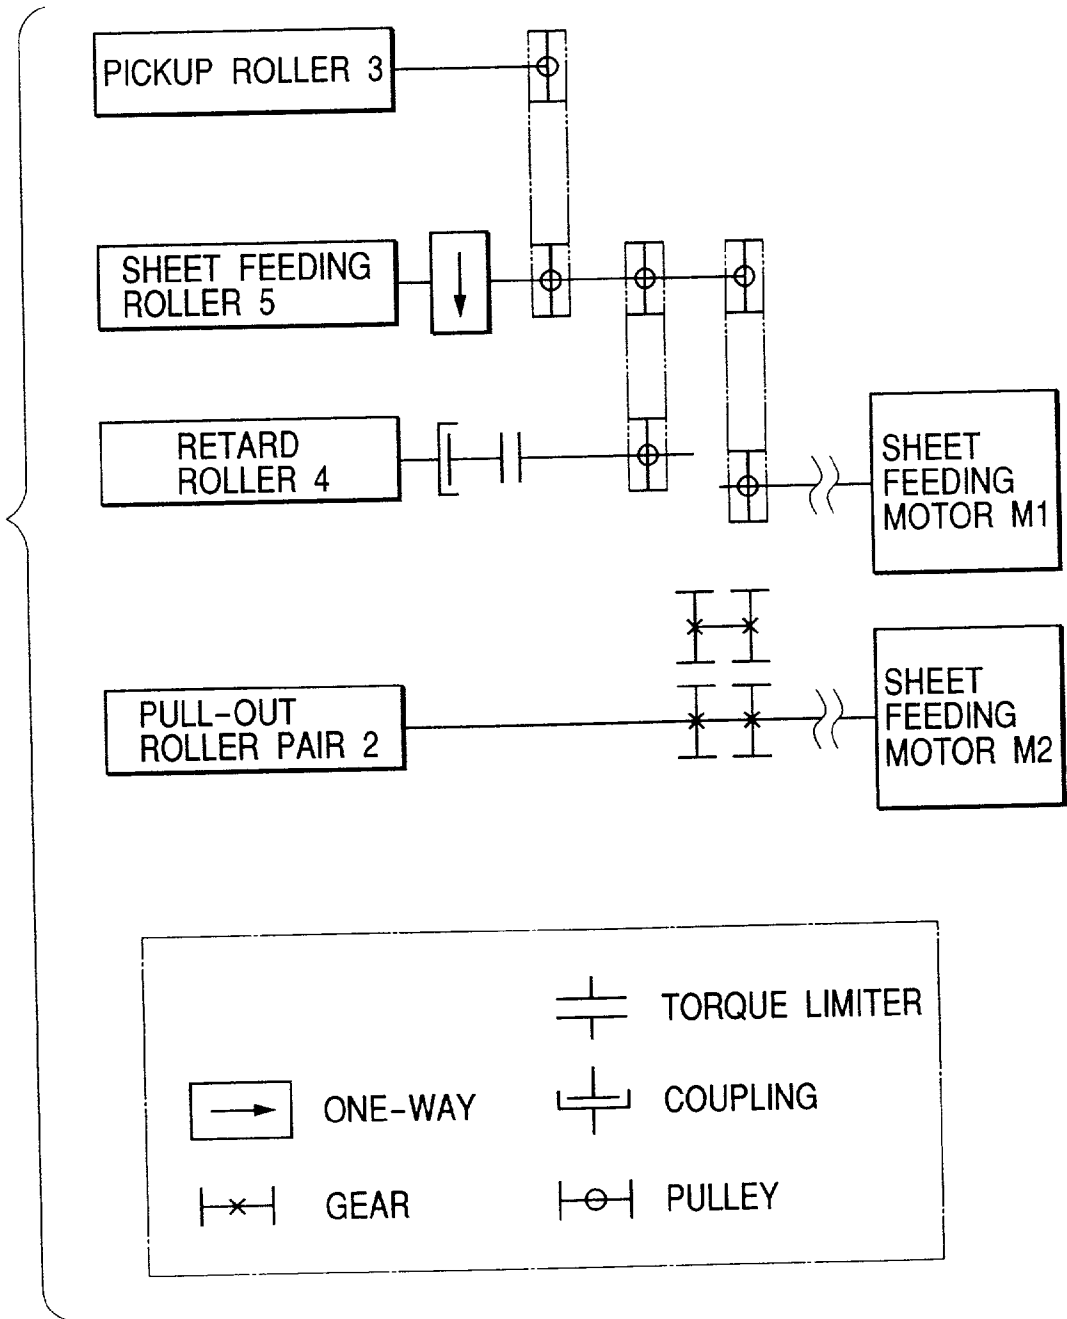 PICKUP ROLLER 3
SHEET FEEDING
ROLLER 5
RETARD
ROLLER 4
SHEET
FEEDING
MOTOR M1
PULL-OUT
ROLLER PAIR 2
SHEET
FEEDING
MOTOR M2
TORQUE LIMITER
ONE-WAY
COUPLING
GEAR
PULLEY